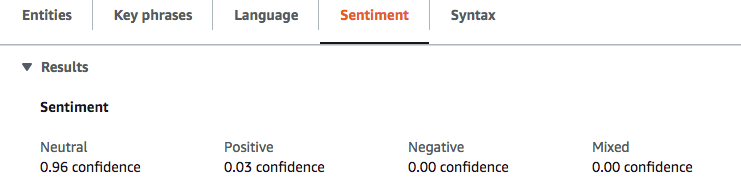 Entities Key phrases Language Sentiment Syntax
Results
Sentiment
Neutral Positive Negative Mixed
0.96 confidence 0.03 confidence 0.00 confidence 0.00 confidence